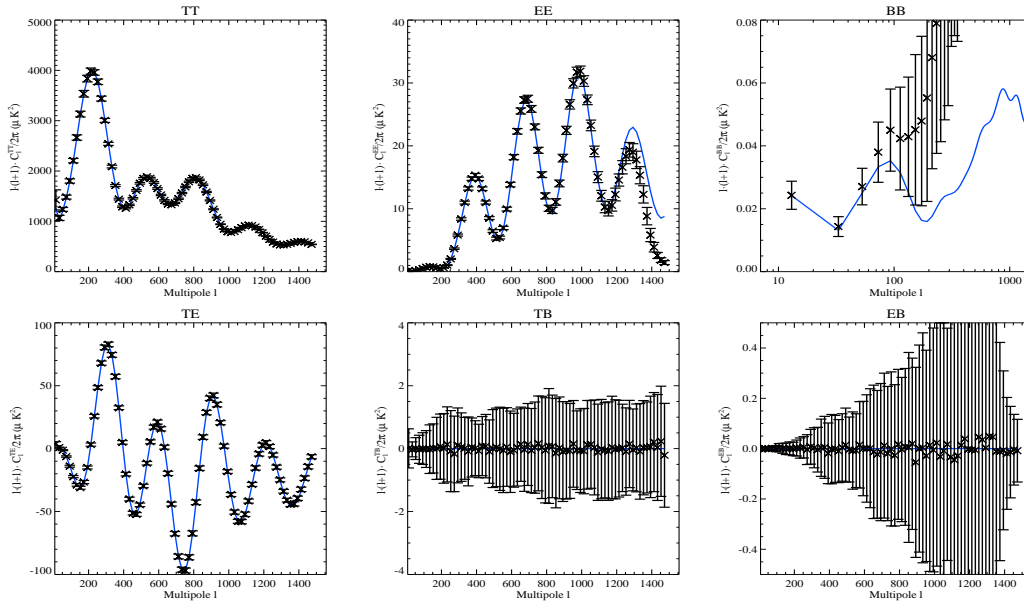 TT
EE
BB
5000
4000
3000
2000
1000
0
l·(l+1)· C_l^TT/2π (μ K²)
200 400 600 800 1000 1200 1400
Multipole l
40
30
20
10
0
l·(l+1)· C_l^EE/2π (μ K²)
200 400 600 800 1000 1200 1400
Multipole l
0.08
0.06
0.04
0.02
0.00
l·(l+1)· C_l^BB/2π (μ K²)
10 100 1000
Multipole l
TE
TB
EB
100
50
0
-50
-100
l·(l+1)· C_l^TE/2π (μ K²)
200 400 600 800 1000 1200 1400
Multipole l
4
2
0
-2
-4
l·(l+1)· C_l^TB/2π (μ K²)
200 400 600 800 1000 1200 1400
Multipole l
0.4
0.2
0.0
-0.2
-0.4
l·(l+1)· C_l^EB/2π (μ K²)
200 400 600 800 1000 1200 1400
Multipole l